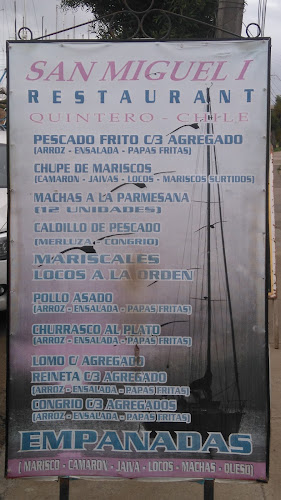 SAN MIGUEL I
RESTAURANT
QUINTERO - CHILE
PESCADO FRITO C/3 AGREGADO
(ARROZ - ENSALADA - PAPAS FRITAS)
CHUPE DE MARISCOS
(CAMARON - JAIVAS - LOCOS - MARISCOS SURTIDOS)
MACHAS A LA PARMESANA
(12 UNIDADES)
CALDILLO DE PESCADO
(MERLUZA - CONGRIO)
MARISCALES
LOCOS A LA ORDEN
POLLO ASADO
(ARROZ - ENSALADA - PAPAS FRITAS)
CHURRASCO AL PLATO
(ARROZ - ENSALADA - PAPAS FRITAS)
LOMO C/ AGREGADO
REINETA C/3 AGREGADO
(ARROZ - ENSALADA - PAPAS FRITAS)
CONGRIO C/3 AGREGADOS
(ARROZ - ENSALADA - PAPAS FRITAS)
EMPANADAS
(MARISCO - CAMARON - JAIVA - LOCOS - MACHAS - QUESO)